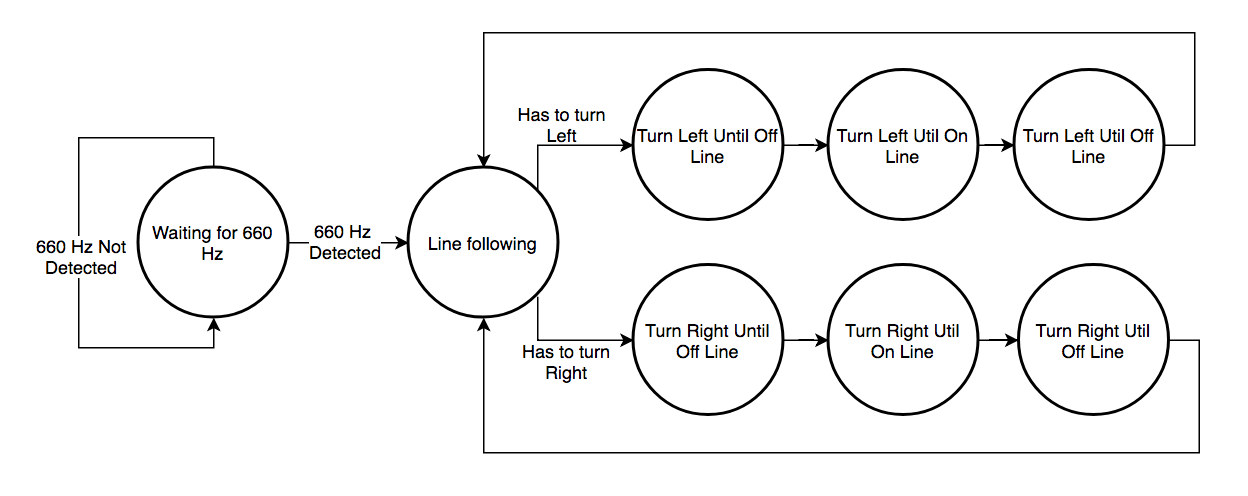 660 Hz Not
Detected
Waiting for 660
Hz
660 Hz
Detected
Line following
Has to turn
Left
Turn Left Until Off
Line
Turn Left Util On
Line
Turn Left Util Off
Line
Has to turn
Right
Turn Right Until
Off Line
Turn Right Util
On Line
Turn Right Util
Off Line